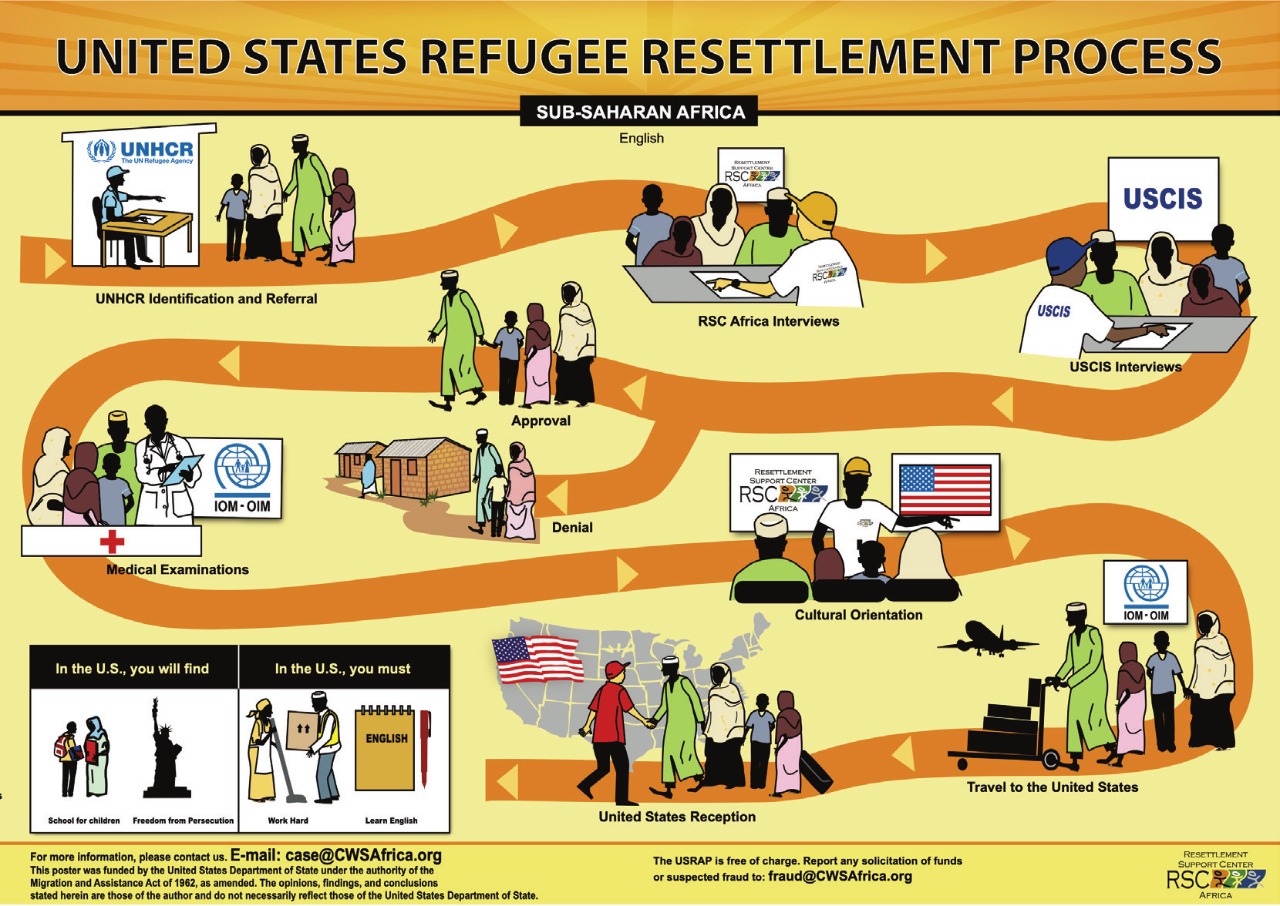 UNITED STATES REFUGEE RESETTLEMENT PROCESS
SUB-SAHARAN AFRICA
English
UNHCR
The UN Refugee Agency
UNHCR Identification and Referral
RESETTLEMENT
SUPPORT CENTER
RSC
AFRICA
RSC
RSC Africa Interviews
USCIS
USCIS
USCIS Interviews
Approval
Denial
IOM - OIM
Medical Examinations
RESETTLEMENT
SUPPORT CENTER
RSC
AFRICA
Cultural Orientation
IOM - OIM
Travel to the United States
United States Reception
In the U.S., you will find
In the U.S., you must
ENGLISH
School for children
Freedom from Persecution
Work Hard
Learn English
For more information, please contact us. E-mail: case@CWSAfrica.org
This poster was funded by the United States Department of State under the authority of the
Migration and Assistance Act of 1962, as amended. The opinions, findings, and conclusions
stated herein are those of the author and do not necessarily reflect those of the United States Department of State.
The USRAP is free of charge. Report any solicitation of funds
or suspected fraud to: fraud@CWSAfrica.org
RESETTLEMENT
SUPPORT CENTER
RSC
AFRICA